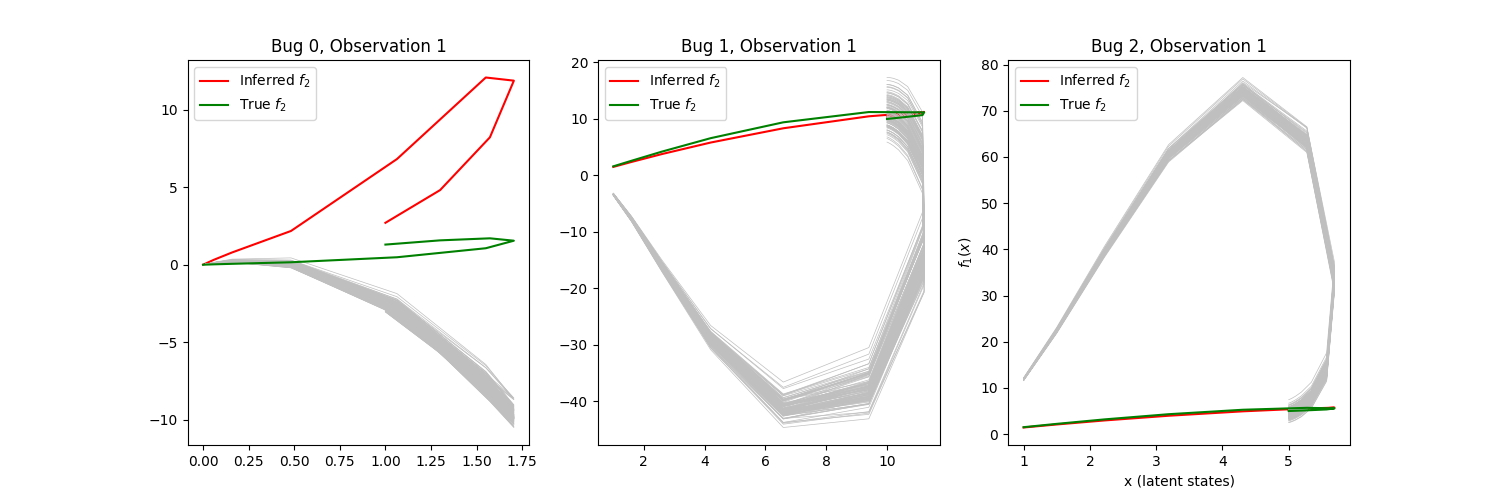 Bug 0, Observation 1
Inferred f₂
True f₂
10
5
0
−5
−10
0.00 0.25 0.50 0.75 1.00 1.25 1.50 1.75
Bug 1, Observation 1
Inferred f₂
True f₂
20
10
0
−10
−20
−30
−40
2 4 6 8 10
Bug 2, Observation 1
Inferred f₂
True f₂
f₁(x)
80
70
60
50
40
30
20
10
0
1 2 3 4 5
x (latent states)